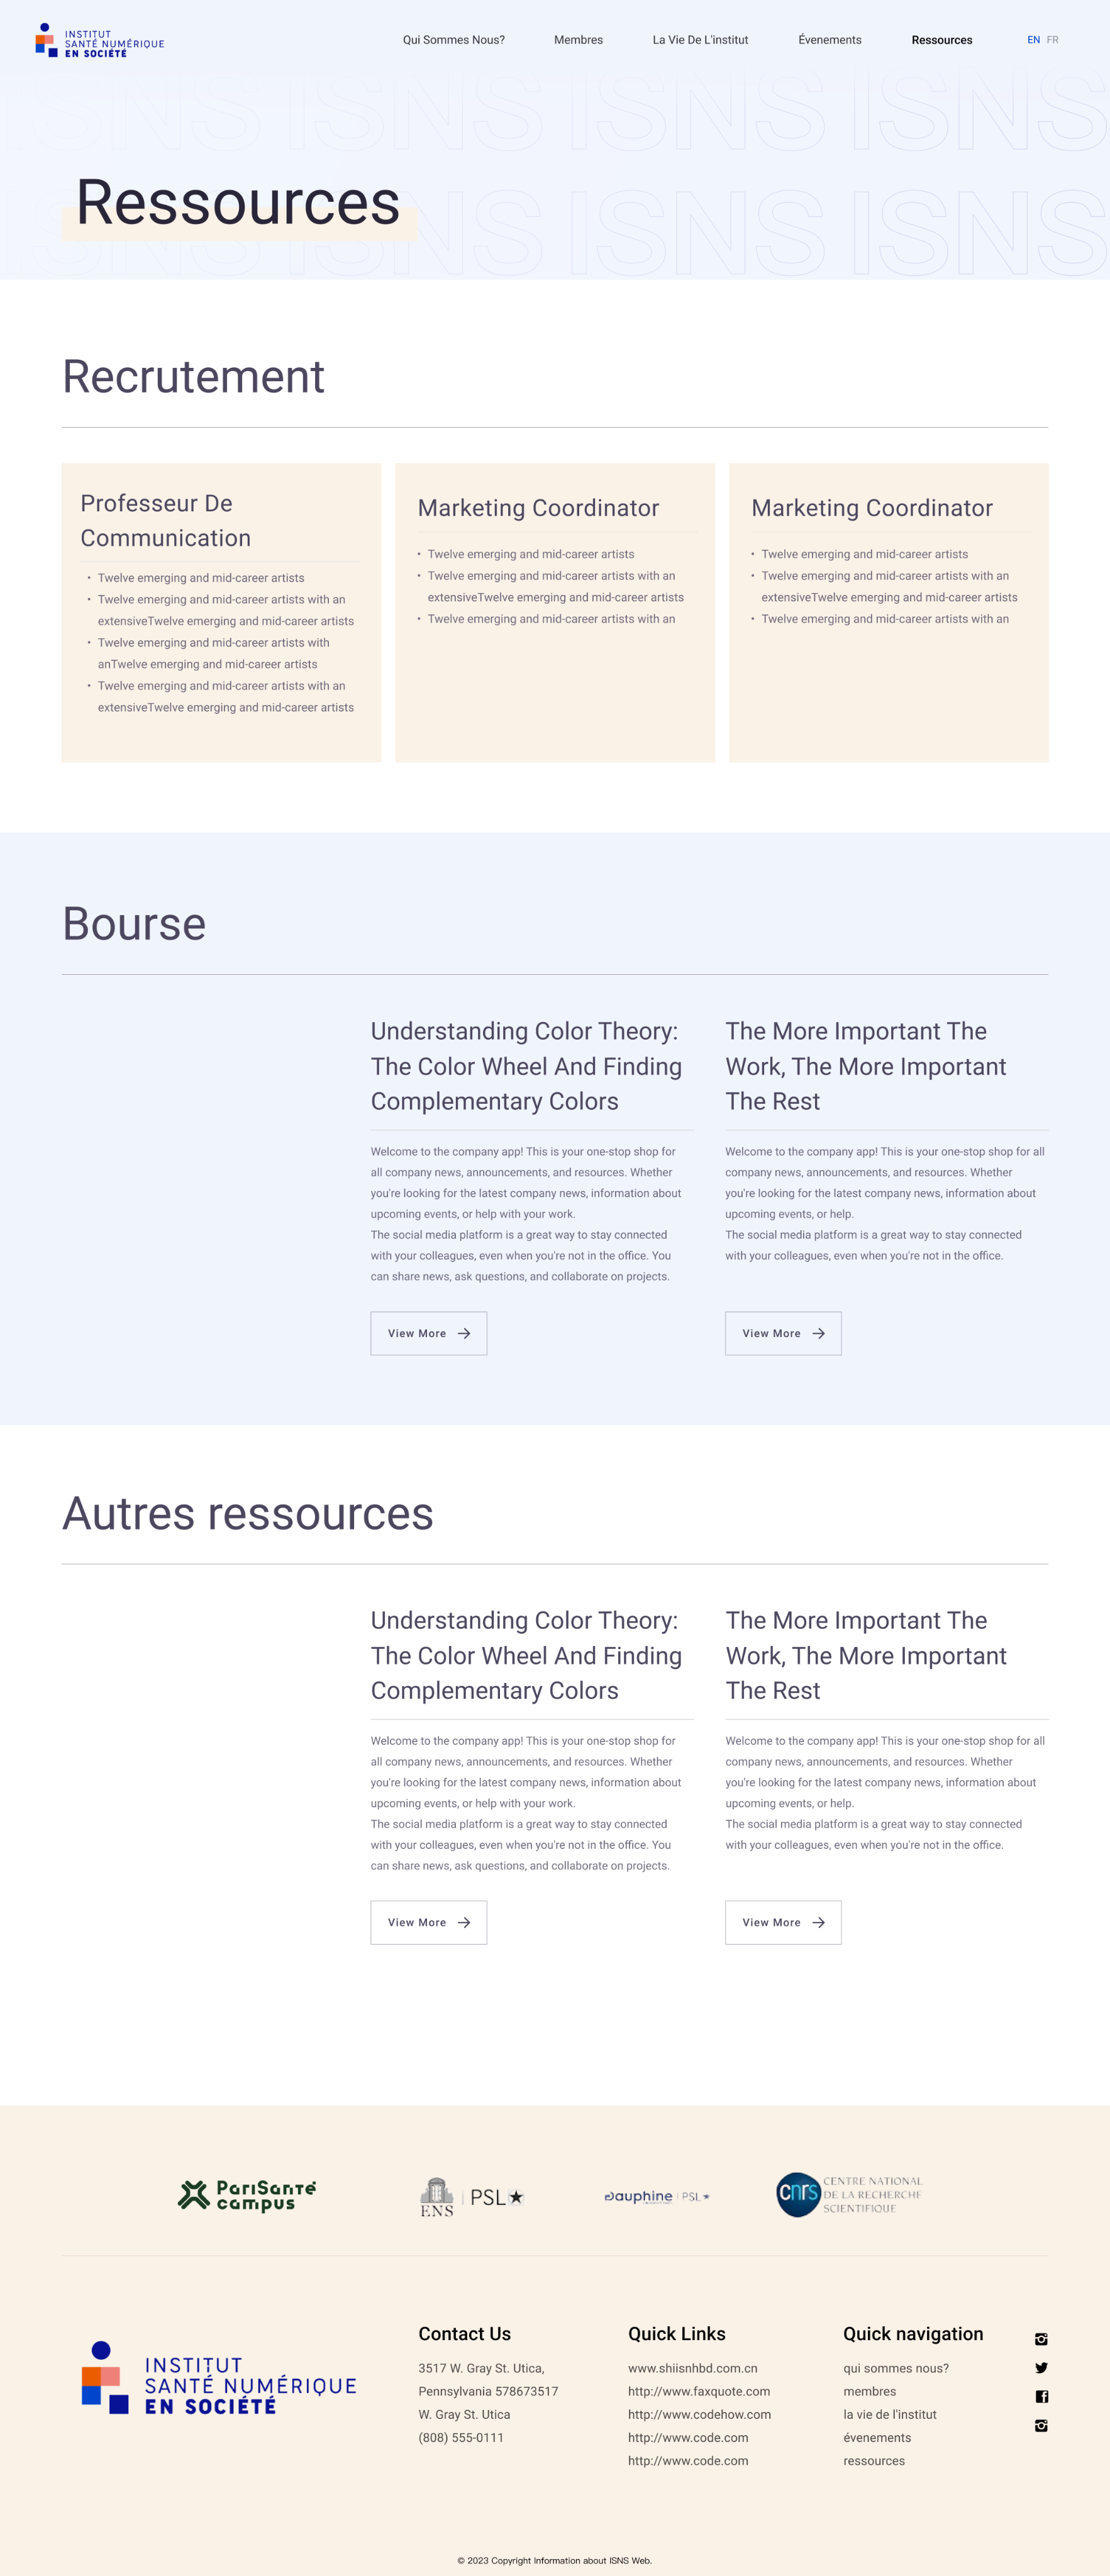 INSTITUT
SANTÉ NUMÉRIQUE
EN SOCIÉTÉ
Qui Sommes Nous?
Membres
La Vie De L'institut
Évenements
Ressources
EN FR
ISNS ISNS ISNS ISNS
ISNS ISNS ISNS ISNS
Ressources
Recrutement
Professeur De
Communication
• Twelve emerging and mid-career artists
• Twelve emerging and mid-career artists with an
extensiveTwelve emerging and mid-career artists
• Twelve emerging and mid-career artists with
anTwelve emerging and mid-career artists
• Twelve emerging and mid-career artists with an
extensiveTwelve emerging and mid-career artists
Marketing Coordinator
• Twelve emerging and mid-career artists
• Twelve emerging and mid-career artists with an
extensiveTwelve emerging and mid-career artists
• Twelve emerging and mid-career artists with an
Marketing Coordinator
• Twelve emerging and mid-career artists
• Twelve emerging and mid-career artists with an
extensiveTwelve emerging and mid-career artists
• Twelve emerging and mid-career artists with an
Bourse
Understanding Color Theory:
The Color Wheel And Finding
Complementary Colors
Welcome to the company app! This is your one-stop shop for
all company news, announcements, and resources. Whether
you're looking for the latest company news, information about
upcoming events, or help with your work.
The social media platform is a great way to stay connected
with your colleagues, even when you're not in the office. You
can share news, ask questions, and collaborate on projects.
View More
The More Important The
Work, The More Important
The Rest
Welcome to the company app! This is your one-stop shop for all
company news, announcements, and resources. Whether
you're looking for the latest company news, information about
upcoming events, or help.
The social media platform is a great way to stay connected
with your colleagues, even when you're not in the office.
View More
Autres ressources
Understanding Color Theory:
The Color Wheel And Finding
Complementary Colors
Welcome to the company app! This is your one-stop shop for
all company news, announcements, and resources. Whether
you're looking for the latest company news, information about
upcoming events, or help with your work.
The social media platform is a great way to stay connected
with your colleagues, even when you're not in the office. You
can share news, ask questions, and collaborate on projects.
View More
The More Important The
Work, The More Important
The Rest
Welcome to the company app! This is your one-stop shop for all
company news, announcements, and resources. Whether
you're looking for the latest company news, information about
upcoming events, or help.
The social media platform is a great way to stay connected
with your colleagues, even when you're not in the office.
View More
PariSanté
campus
ENS
PSL★
Dauphine | PSL★
cnrs
CENTRE NATIONAL
DE LA RECHERCHE
SCIENTIFIQUE
INSTITUT
SANTÉ NUMÉRIQUE
EN SOCIÉTÉ
Contact Us
3517 W. Gray St. Utica,
Pennsylvania 578673517
W. Gray St. Utica
(808) 555-0111
Quick Links
www.shiisnhbd.com.cn
http://www.faxquote.com
http://www.codehow.com
http://www.code.com
http://www.code.com
Quick navigation
qui sommes nous?
membres
la vie de l'institut
évenements
ressources
© 2023 Copyright Information about ISNS Web.